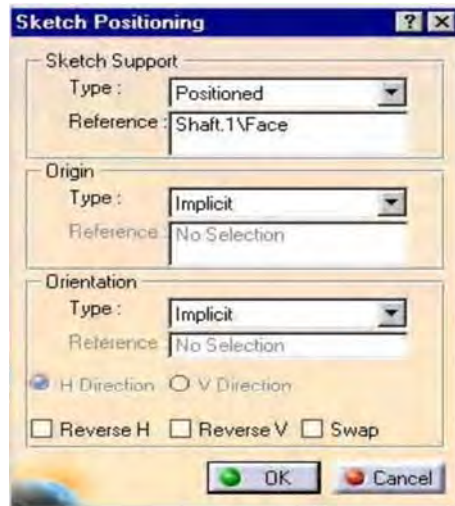 Sketch Positioning ? ×
Sketch Support
Type : Positioned
Reference : Shaft.1\Face
Origin
Type : Implicit
Reference : No Selection
Orientation
Type : Implicit
Reference : No Selection
H Direction V Direction
Reverse H Reverse V Swap
OK Cancel